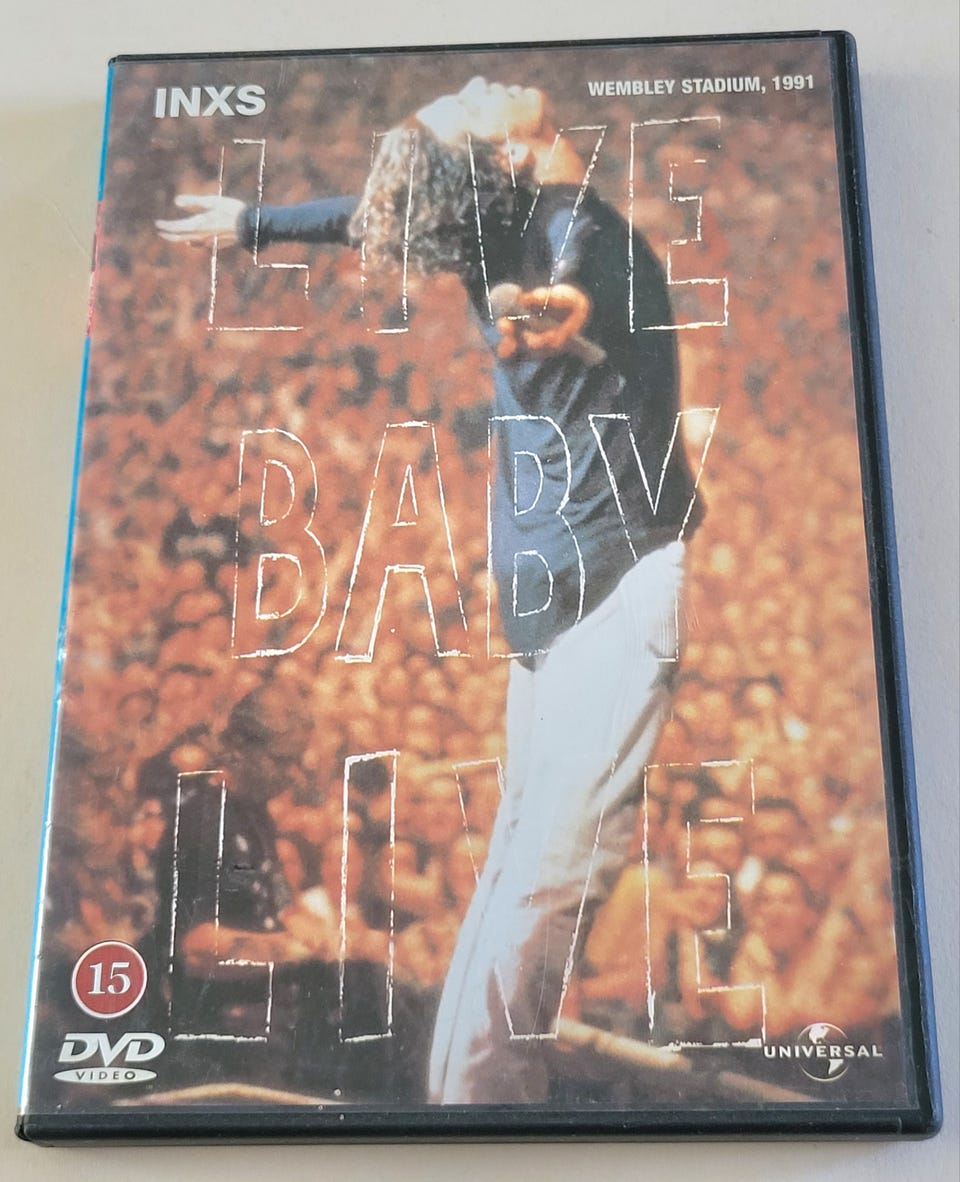 INXS
WEMBLEY STADIUM, 1991
LIVE
BABY
LIVE
15
DVD
VIDEO
UNIVERSAL